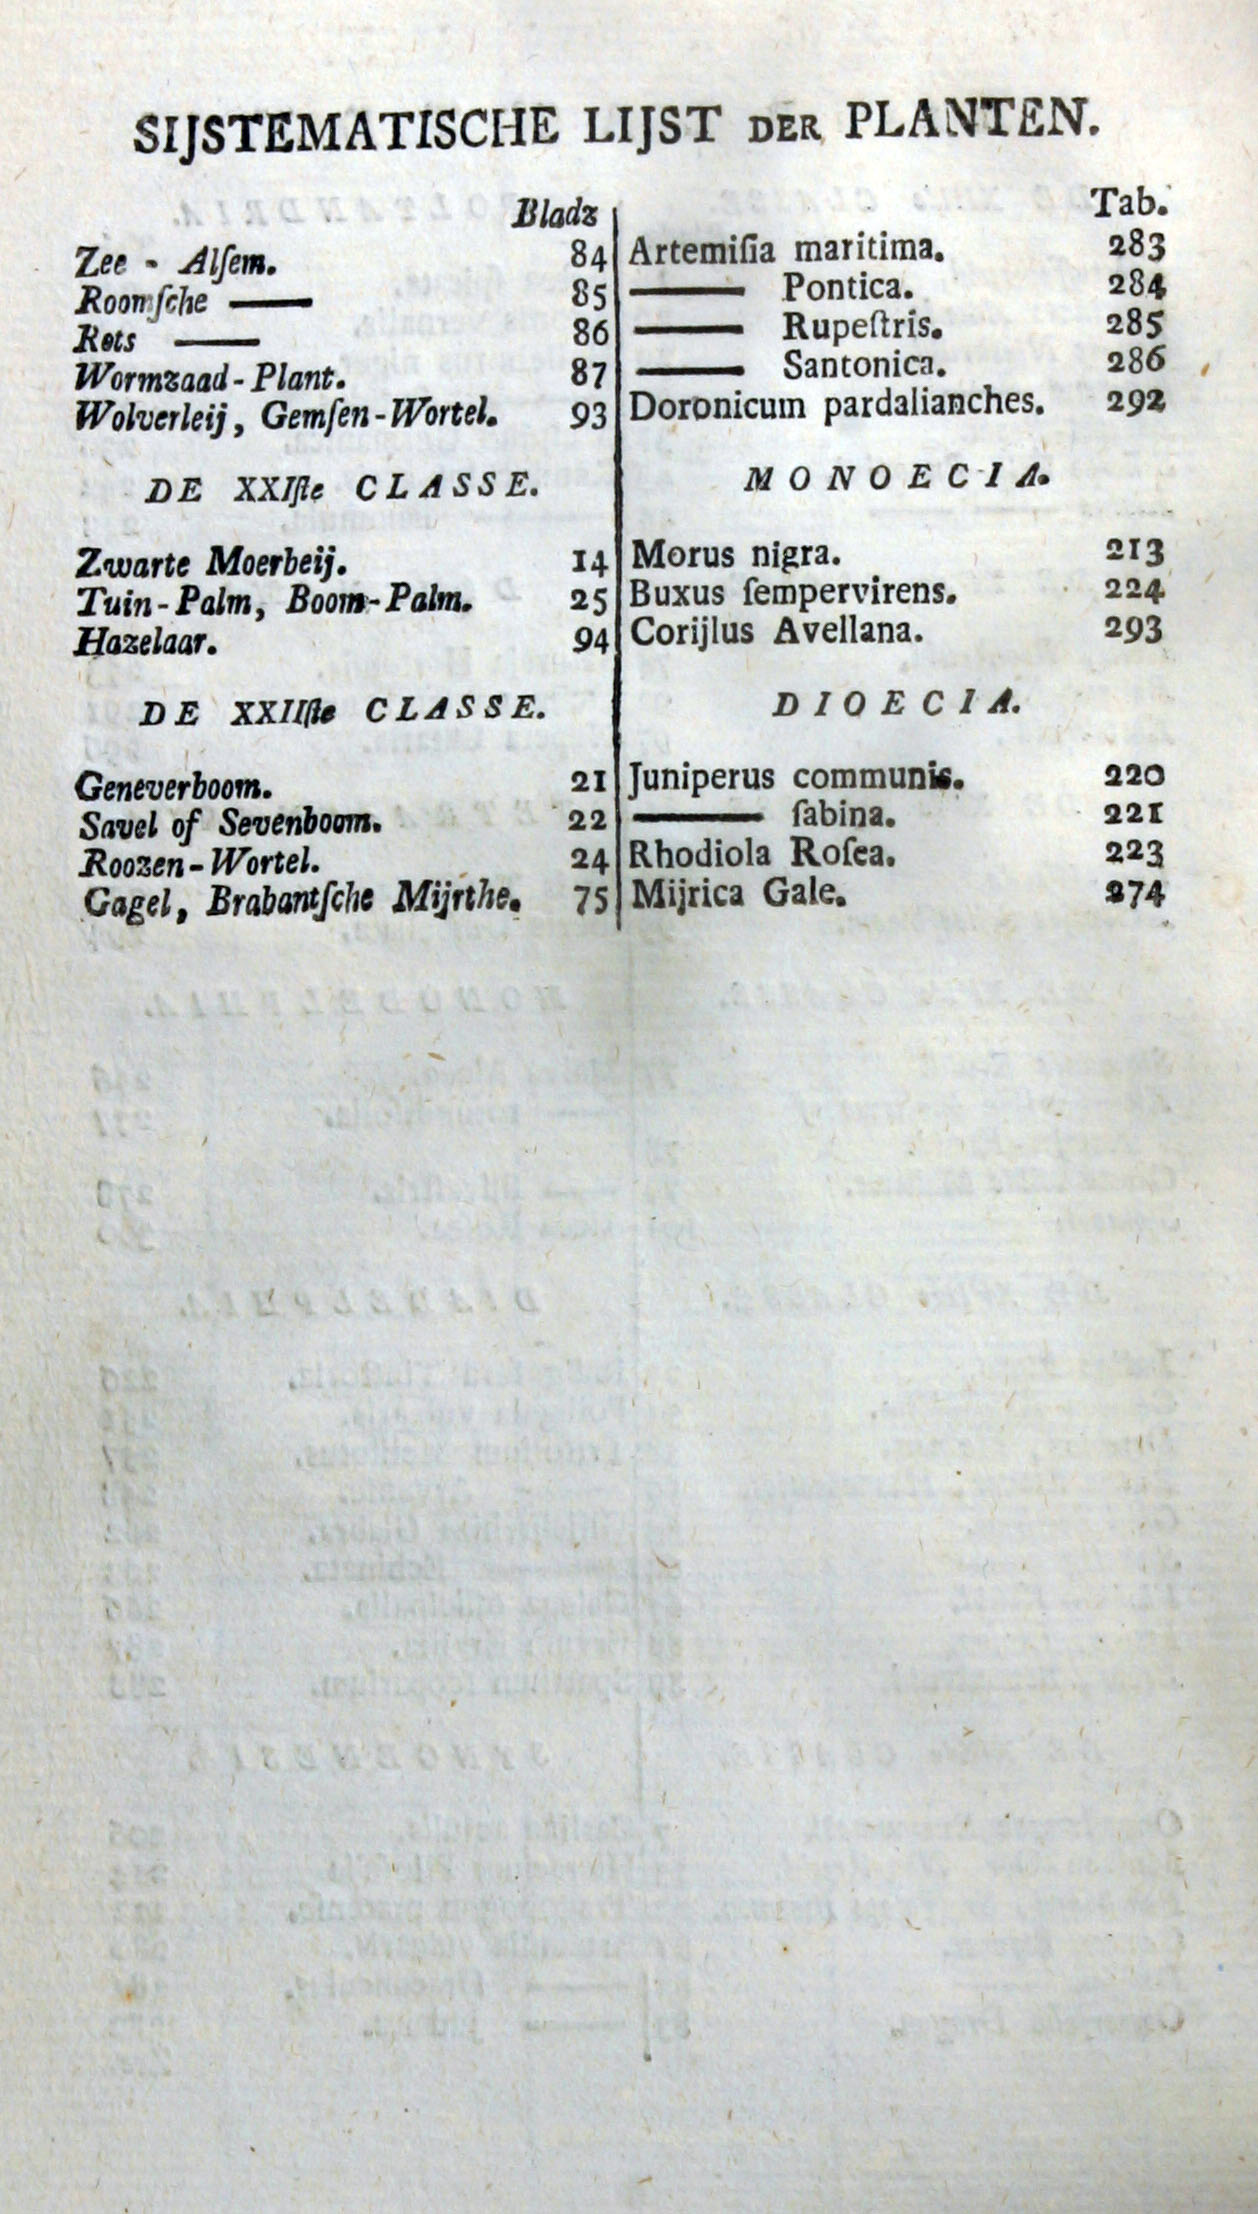 SIJSTEMATISCHE LIJST DER PLANTEN.
Bladz Tab.
Zee - Alſem. 84 Artemiſia maritima. 283
Roomſche —— 85 —— Pontica. 284
Rots —— 86 —— Rupeſtris. 285
Wormzaad-Plant. 87 —— Santonica. 286
Wolverleij, Gemſen-Wortel. 93 Doronicum pardalianches. 292
DE XXIſte CLASSE. MONOECIA.
Zwarte Moerbeij. 14 Morus nigra. 213
Tuin-Palm, Boom-Palm. 25 Buxus ſempervirens. 224
Hazelaar. 94 Corijlus Avellana. 293
DE XXIIſte CLASSE. DIOECIA.
Geneverboom. 21 Juniperus communis. 220
Savel of Sevenboom. 22 —— ſabina. 221
Roozen-Wortel. 24 Rhodiola Roſea. 223
Gagel, Brabantſche Mijrthe. 75 Mijrica Gale. 274